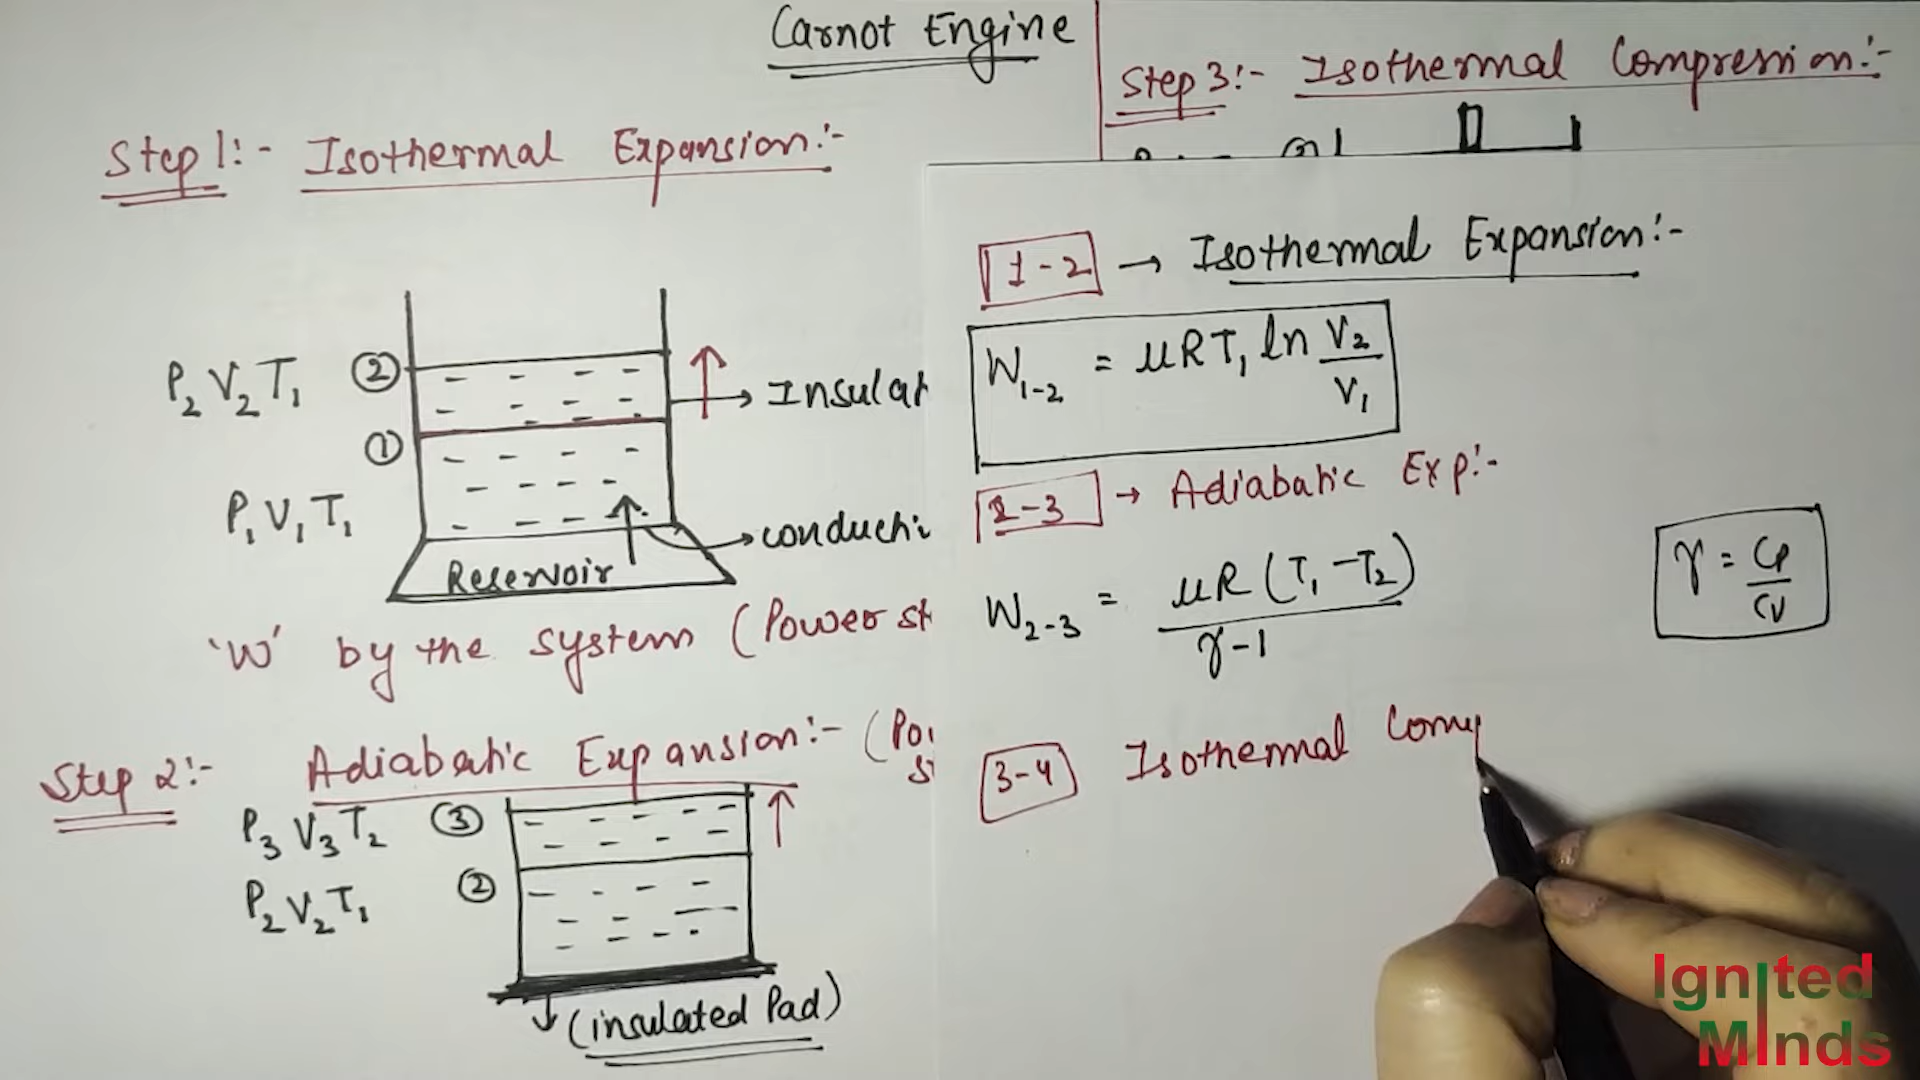 Carnot Engine
Step 1:- Isothermal Expansion:-
P₂ V₂ T₁ ②
Insulat
①
P₁ V₁ T₁
conducti
Reservoir
'W' by the system (Power st
Step 2:- Adiabatic Expansion:- (Po
P₃ V₃ T₂ ③
P₂ V₂ T₁ ②
(insulated Pad)
Step 3:- Isothermal Compression:-
1-2 → Isothermal Expansion:-
W₁₋₂ = μRT₁ ln V₂/V₁
2-3 → Adiabatic Exp:-
W₂₋₃ = μR(T₁-T₂)/γ-1
γ = Cp/Cv
3-4 Isothermal Comp
Ignited
Minds